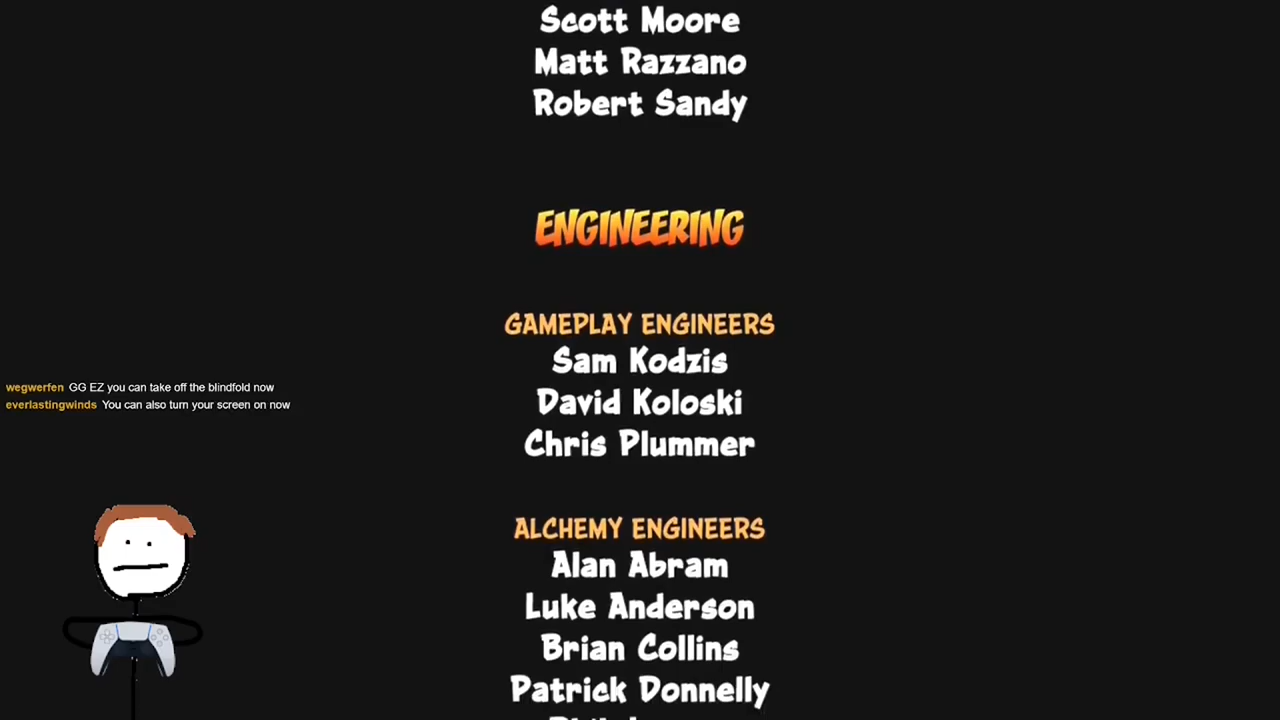 Scott Moore
Matt Razzano
Robert Sandy
ENGINEERING
GAMEPLAY ENGINEERS
Sam Kodzis
David Koloski
Chris Plummer
wegwerfen GG EZ you can take off the blindfold now
everlastingwinds You can also turn your screen on now
ALCHEMY ENGINEERS
Alan Abram
Luke Anderson
Brian Collins
Patrick Donnelly